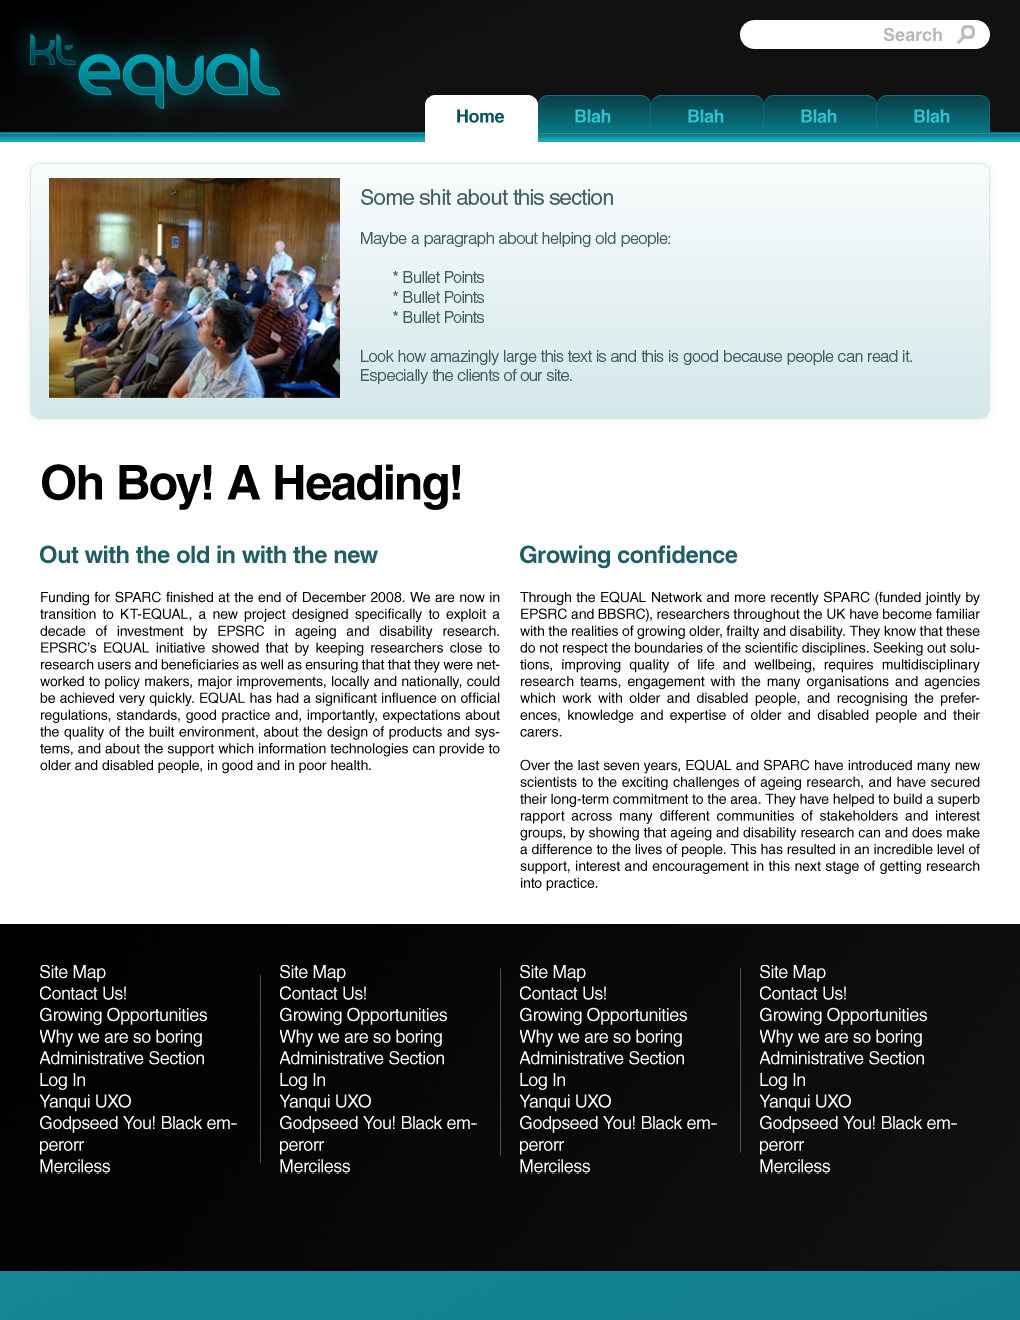 kt equal
Search
Home Blah Blah Blah Blah
Some shit about this section
Maybe a paragraph about helping old people:
* Bullet Points
* Bullet Points
* Bullet Points
Look how amazingly large this text is and this is good because people can read it.
Especially the clients of our site.
Oh Boy! A Heading!
Out with the old in with the new
Funding for SPARC finished at the end of December 2008. We are now in
transition to KT-EQUAL, a new project designed specifically to exploit a
decade of investment by EPSRC in ageing and disability research.
EPSRC's EQUAL initiative showed that by keeping researchers close to
research users and beneficiaries as well as ensuring that that they were net-
worked to policy makers, major improvements, locally and nationally, could
be achieved very quickly. EQUAL has had a significant influence on official
regulations, standards, good practice and, importantly, expectations about
the quality of the built environment, about the design of products and sys-
tems, and about the support which information technologies can provide to
older and disabled people, in good and in poor health.
Growing confidence
Through the EQUAL Network and more recently SPARC (funded jointly by
EPSRC and BBSRC), researchers throughout the UK have become familiar
with the realities of growing older, frailty and disability. They know that these
do not respect the boundaries of the scientific disciplines. Seeking out solu-
tions, improving quality of life and wellbeing, requires multidisciplinary
research teams, engagement with the many organisations and agencies
which work with older and disabled people, and recognising the prefer-
ences, knowledge and expertise of older and disabled people and their
carers.
Over the last seven years, EQUAL and SPARC have introduced many new
scientists to the exciting challenges of ageing research, and have secured
their long-term commitment to the area. They have helped to build a superb
rapport across many different communities of stakeholders and interest
groups, by showing that ageing and disability research can and does make
a difference to the lives of people. This has resulted in an incredible level of
support, interest and encouragement in this next stage of getting research
into practice.
Site Map
Contact Us!
Growing Opportunities
Why we are so boring
Administrative Section
Log In
Yanqui UXO
Godpseed You! Black em-
perorr
Merciless
Site Map
Contact Us!
Growing Opportunities
Why we are so boring
Administrative Section
Log In
Yanqui UXO
Godpseed You! Black em-
perorr
Merciless
Site Map
Contact Us!
Growing Opportunities
Why we are so boring
Administrative Section
Log In
Yanqui UXO
Godpseed You! Black em-
perorr
Merciless
Site Map
Contact Us!
Growing Opportunities
Why we are so boring
Administrative Section
Log In
Yanqui UXO
Godpseed You! Black em-
perorr
Merciless